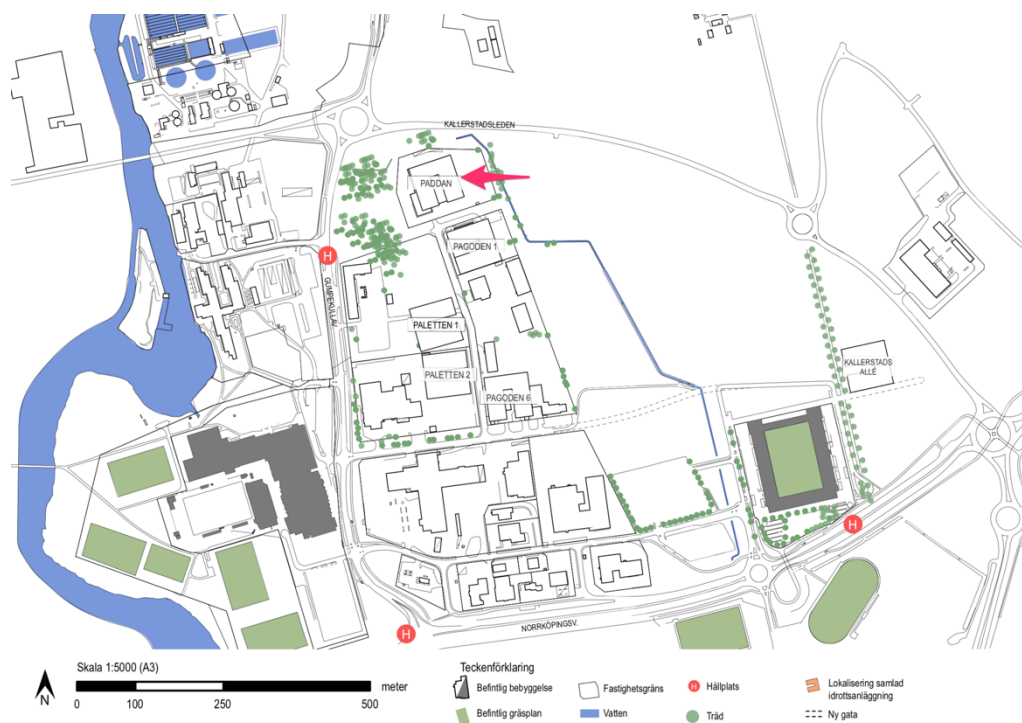 KALLERSTADSLEDEN
PADDAN
PAGODEN 1
H
GUMPEKULLAV.
PALETTEN 1
KALLERSTADS
ALLÉ
PALETTEN 2
PAGODEN 6
H
NORRKÖPINGSV.
H
Skala 1:5000 (A3)
meter
0 100 250 500
N
Teckenförklaring
Befintlig bebyggelse
Fastighetsgräns
H Hållplats
Lokalisering samlad
idrottsanläggning
Befintlig gräsplan
Vatten
Träd
Ny gata